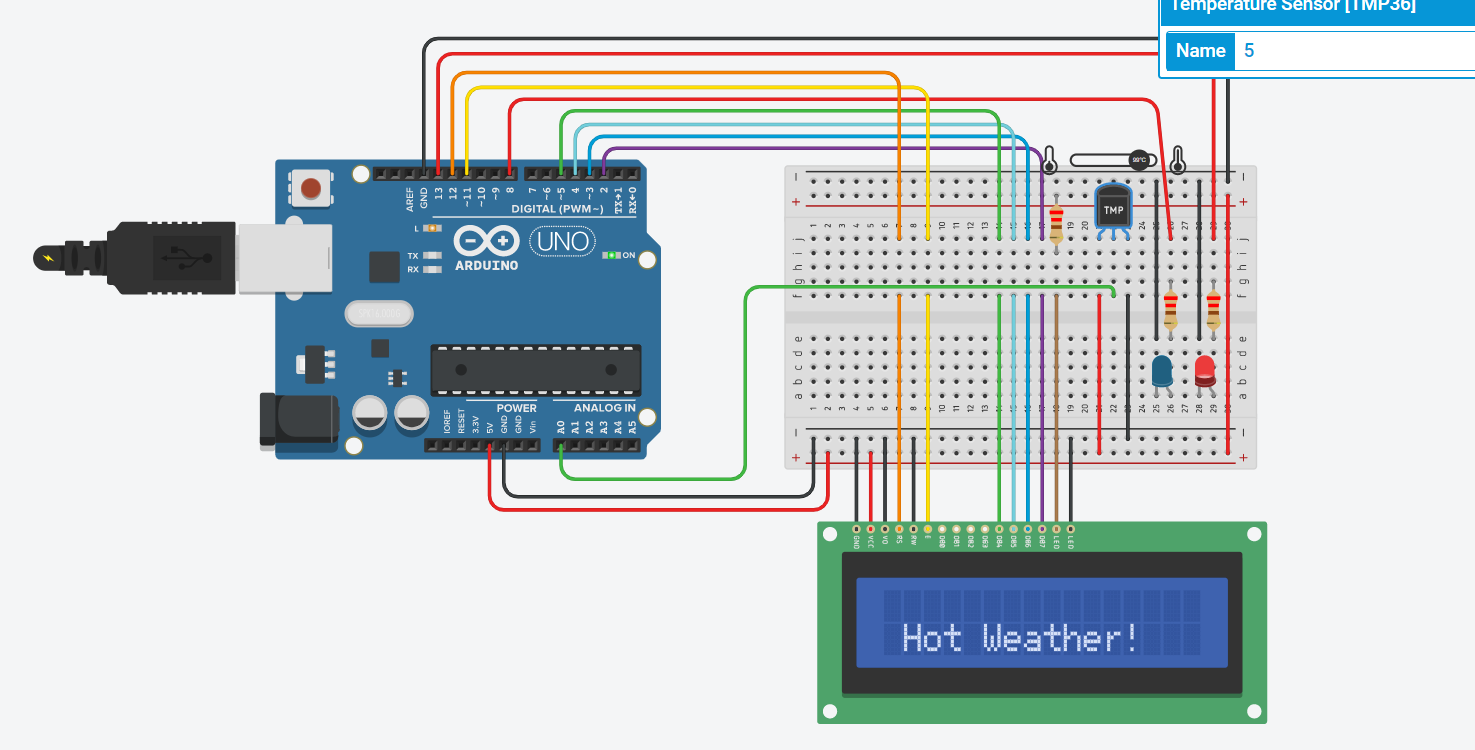 Temperature Sensor [TMP36]
Name 5
99°C
AREF
GND
13
12
~11
~10
~9
8
7
~6
~5
4
~3
2
TX→1
RX←0
DIGITAL (PWM~)
L
TX
RX
ARDUINO
UNO
ON
TMP
POWER
ANALOG IN
IOREF
RESET
3.3V
5V
GND
GND
Vin
A0
A1
A2
A3
A4
A5
j
i
h
g
f
e
d
c
b
a
GND
VCC
VO
RS
RW
E
DB0
DB1
DB2
DB3
DB4
DB5
DB6
DB7
LED
LED
Hot Weather!